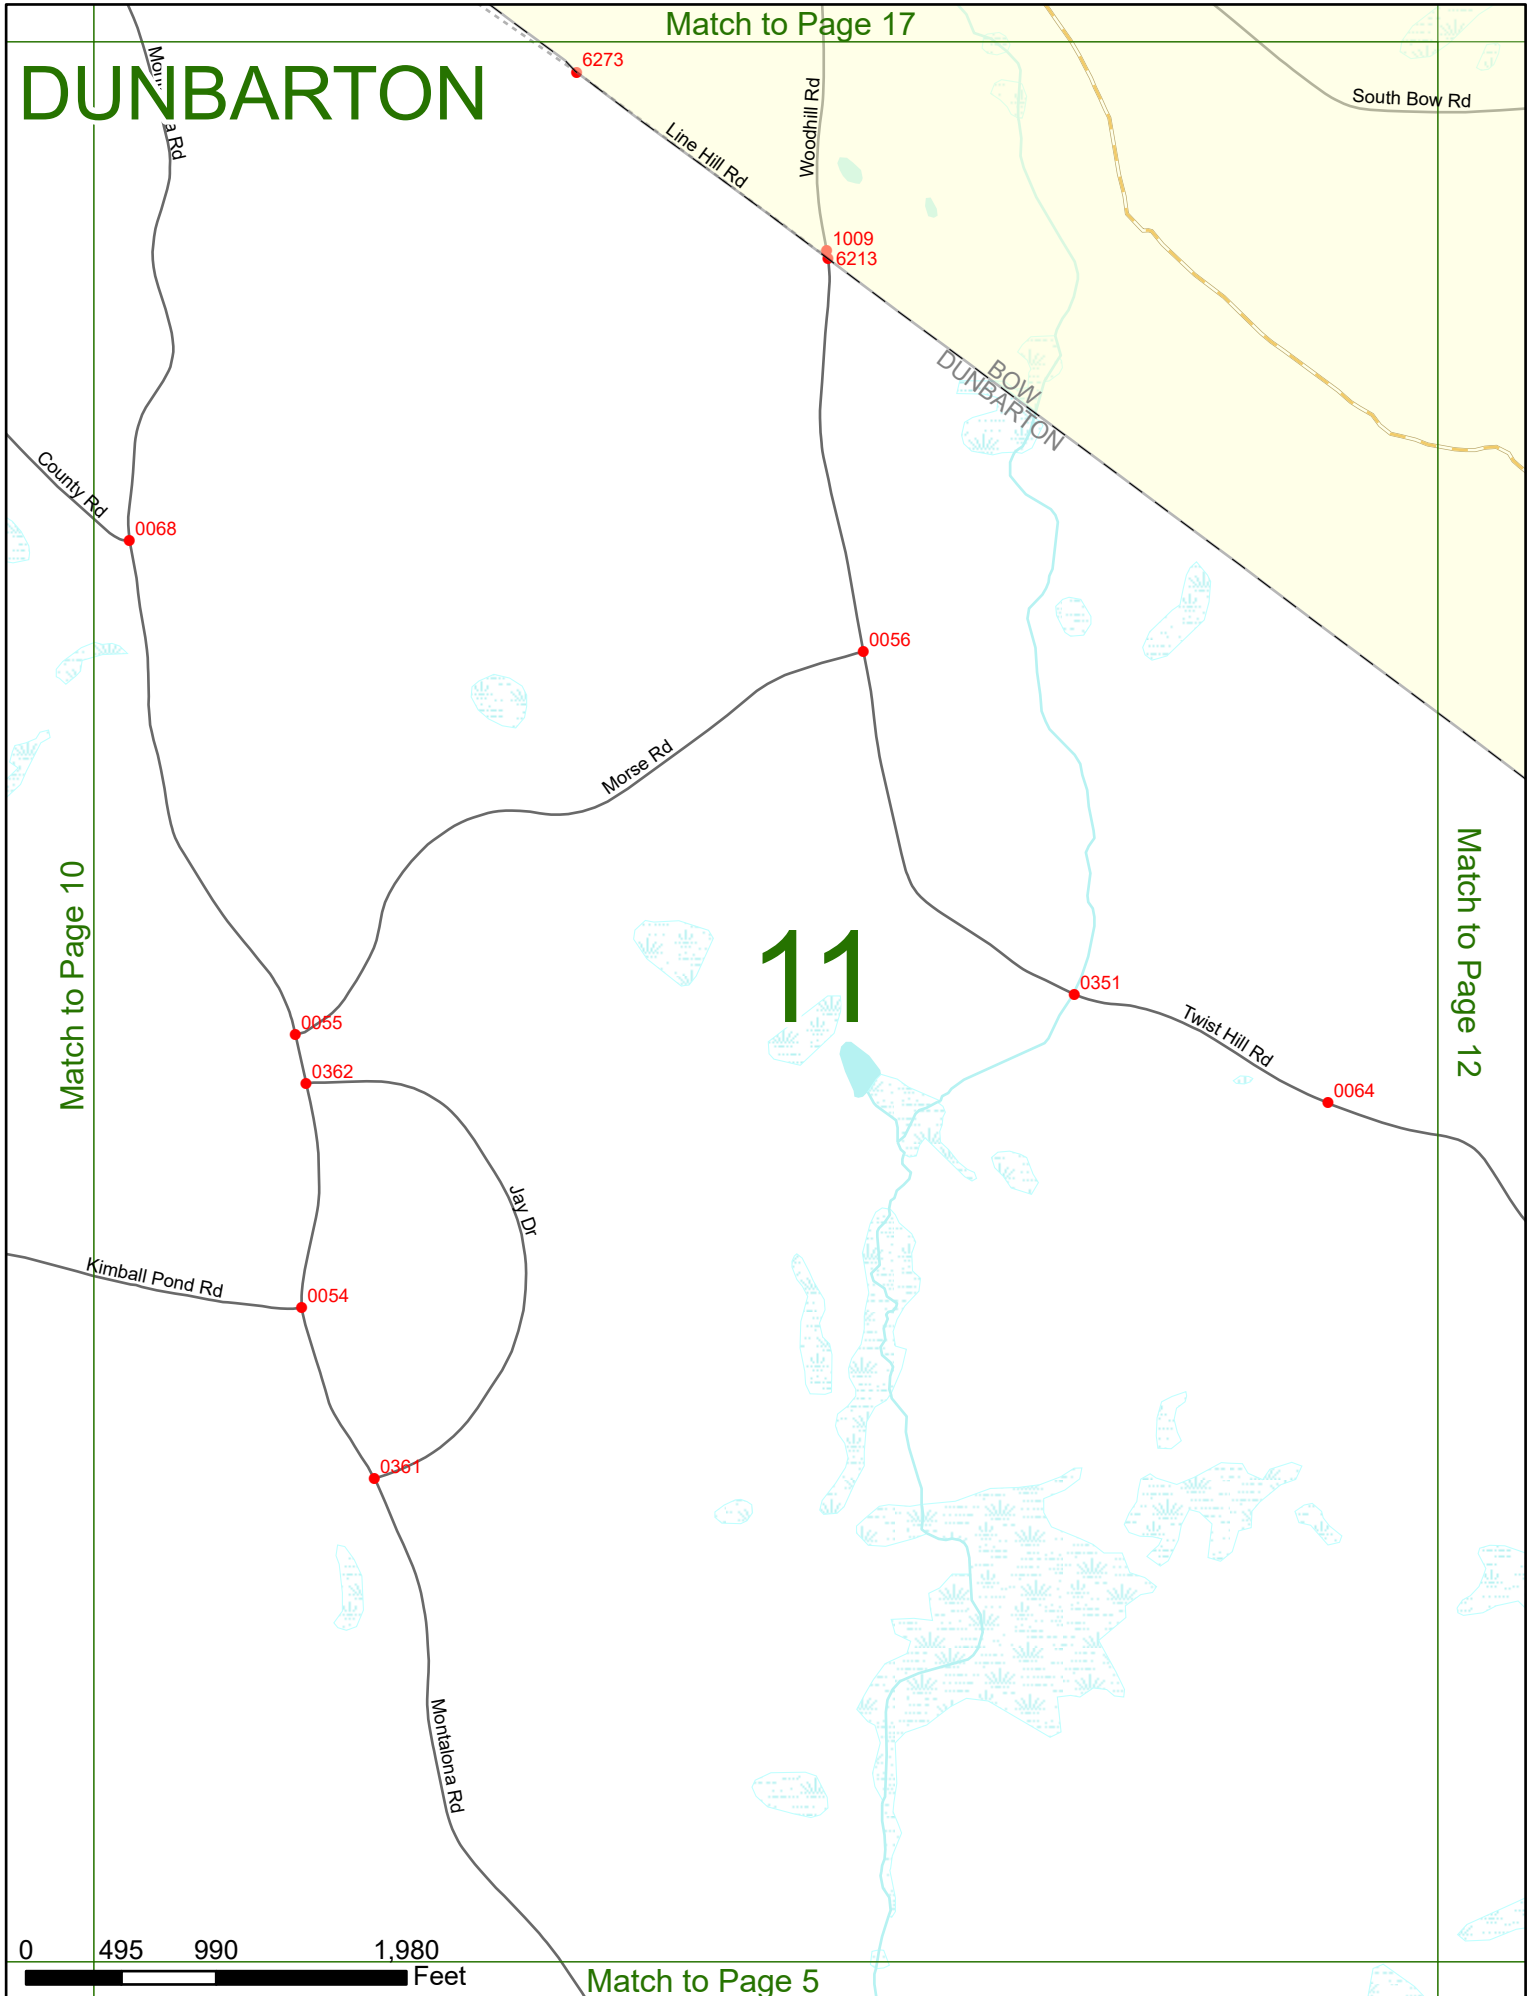 Match to Page 17
DUNBARTON
6273
South Bow Rd
Woodhill Rd
Line Hill Rd
1009
6213
BOW
DUNBARTON
County Rd
0068
0056
Morse Rd
Match to Page 10
Match to Page 12
11
0351
Twist Hill Rd
0055
0362
0064
Jay Dr
Kimball Pond Rd
0054
0361
Montalona Rd
0 495 990 1,980
Feet
Match to Page 5